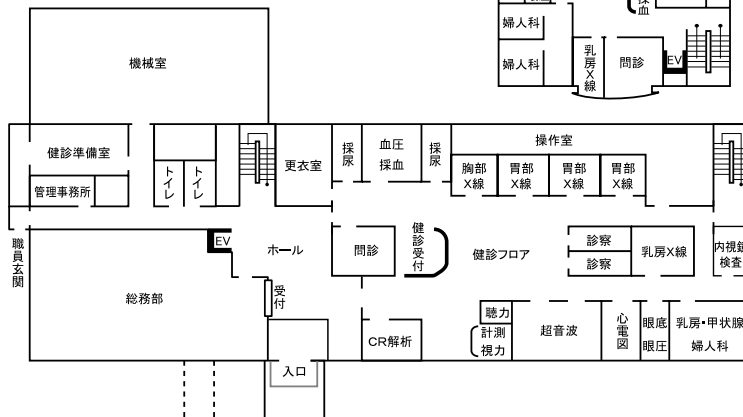 採血
婦人科
婦人科
乳房X線
問診
EV
機械室
健診準備室
管理事務所
トイレ
トイレ
更衣室
採尿
血圧
採血
採尿
操作室
胸部
X線
胃部
X線
胃部
X線
胃部
X線
職員玄関
EV
ホール
問診
健診受付
健診フロア
診察
診察
乳房X線
内視鏡
検査
総務部
受付
CR解析
聴力
計測
視力
超音波
心電図
眼底
眼圧
乳房・甲状腺
婦人科
入口